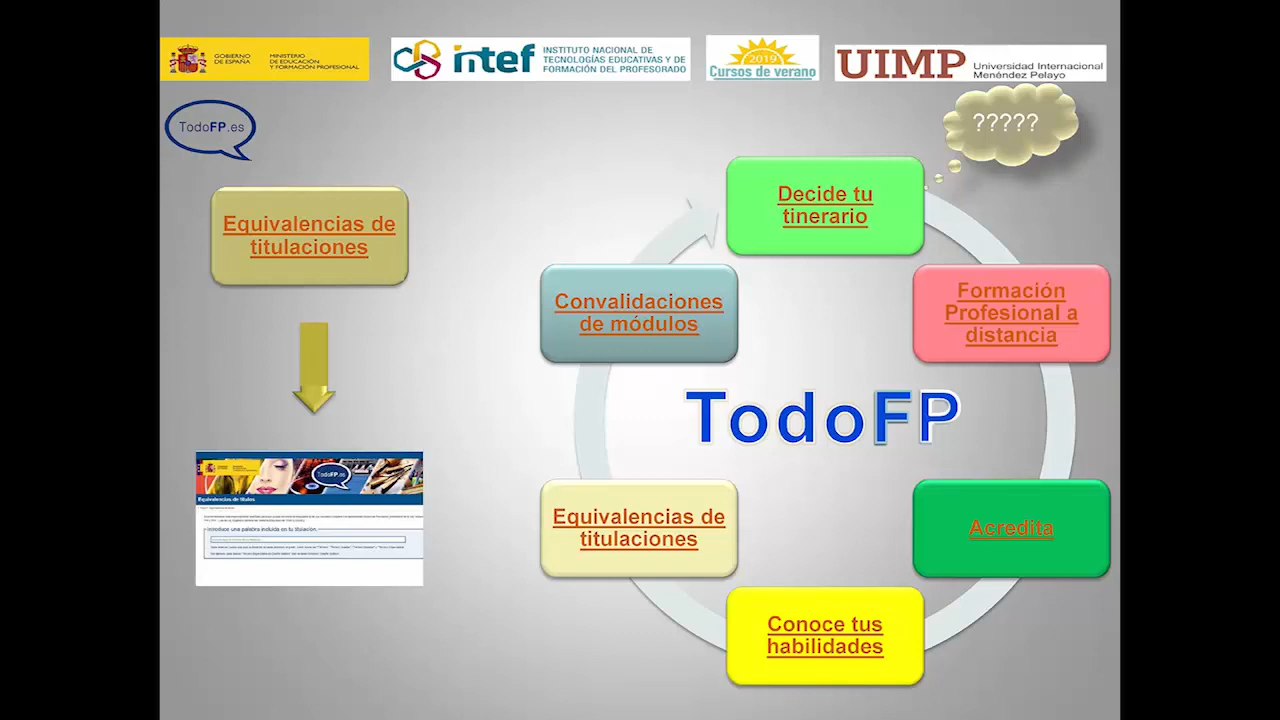 GOBIERNO
DE ESPAÑA
MINISTERIO
DE EDUCACIÓN
Y FORMACIÓN PROFESIONAL
intef
INSTITUTO NACIONAL DE
TECNOLOGÍAS EDUCATIVAS Y DE
FORMACIÓN DEL PROFESORADO
2019
Cursos de verano
UIMP
Universidad Internacional
Menéndez Pelayo
TodoFP.es
?????
Equivalencias de
titulaciones
Decide tu
tinerario
Convalidaciones
de módulos
Formación
Profesional a
distancia
TodoFP
Equivalencias de
titulaciones
Acredita
Conoce tus
habilidades
TodoFP.es
Equivalencias de títulos
Introduce una palabra incluida en tu titulación.